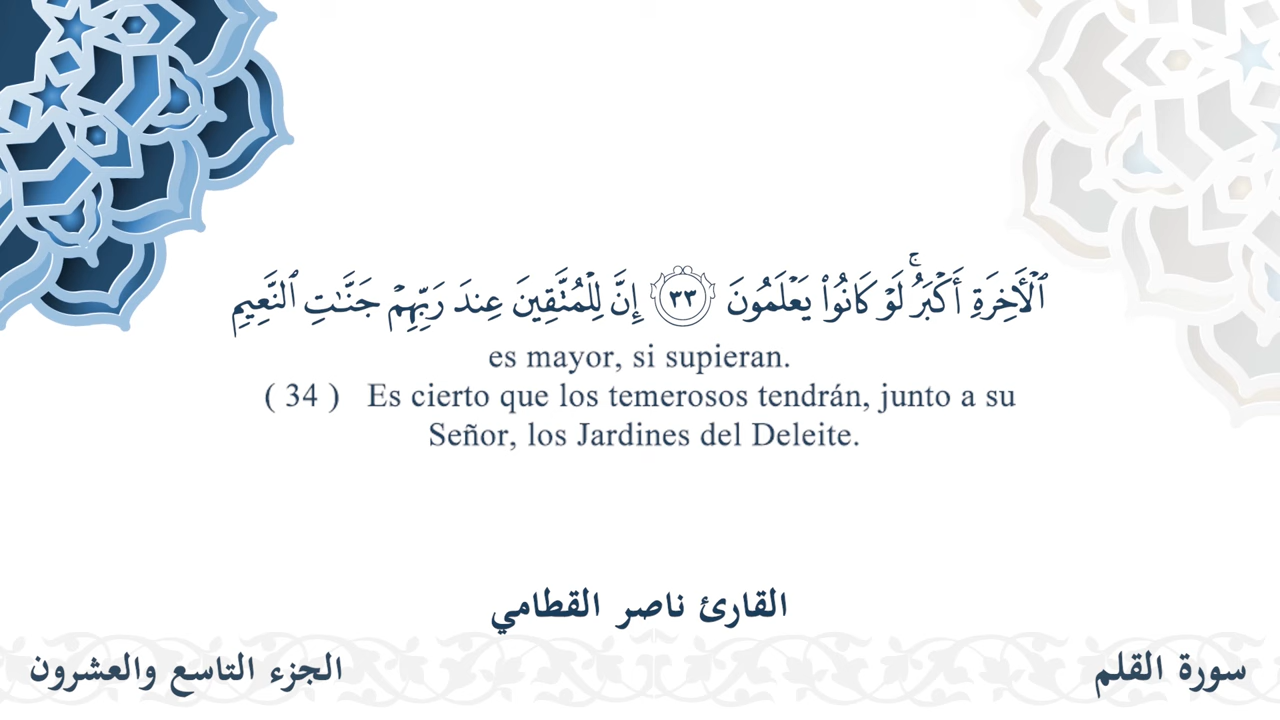 ٱلۡأٓخِرَةِ أَكۡبَرُۚ لَوۡ كَانُواْ يَعۡلَمُونَ ٣٣ إِنَّ لِلۡمُتَّقِينَ عِندَ رَبِّهِمۡ جَنَّٰتِ ٱلنَّعِيمِ
es mayor, si supieran.
( 34 ) Es cierto que los temerosos tendrán, junto a su
Señor, los Jardines del Deleite.
القارئ ناصر القطامي
سورة القلم
الجزء التاسع والعشرون